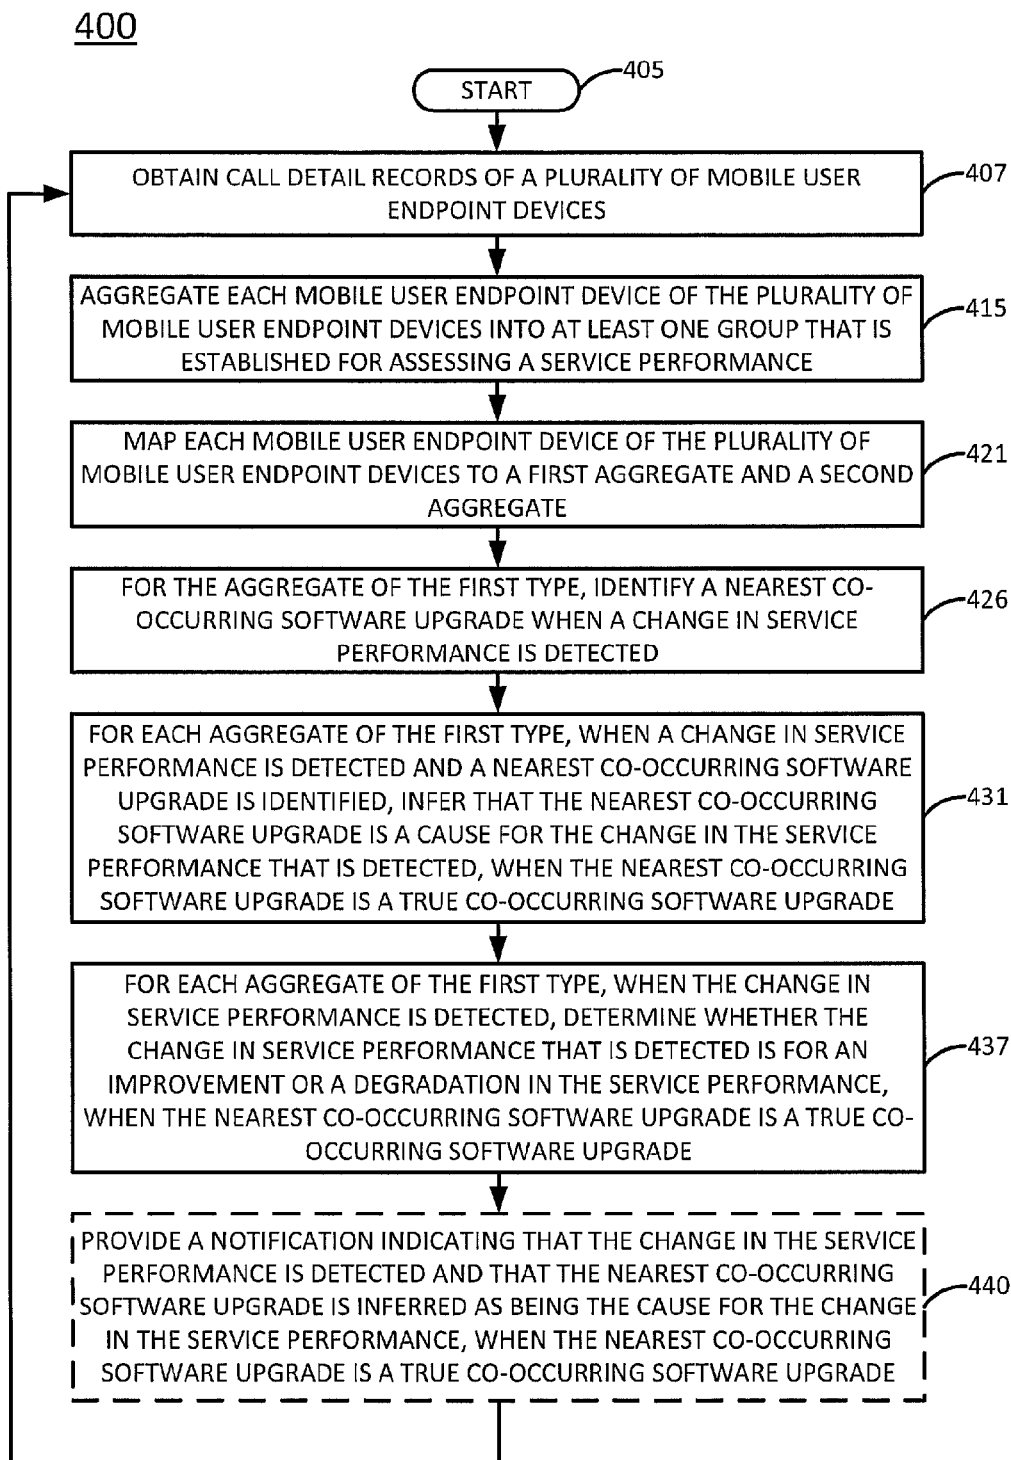 400
START
405
OBTAIN CALL DETAIL RECORDS OF A PLURALITY OF MOBILE USER
ENDPOINT DEVICES
407
AGGREGATE EACH MOBILE USER ENDPOINT DEVICE OF THE PLURALITY OF
MOBILE USER ENDPOINT DEVICES INTO AT LEAST ONE GROUP THAT IS
ESTABLISHED FOR ASSESSING A SERVICE PERFORMANCE
415
MAP EACH MOBILE USER ENDPOINT DEVICE OF THE PLURALITY OF
MOBILE USER ENDPOINT DEVICES TO A FIRST AGGREGATE AND A SECOND
AGGREGATE
421
FOR THE AGGREGATE OF THE FIRST TYPE, IDENTIFY A NEAREST CO-
OCCURRING SOFTWARE UPGRADE WHEN A CHANGE IN SERVICE
PERFORMANCE IS DETECTED
426
FOR EACH AGGREGATE OF THE FIRST TYPE, WHEN A CHANGE IN SERVICE
PERFORMANCE IS DETECTED AND A NEAREST CO-OCCURRING SOFTWARE
UPGRADE IS IDENTIFIED, INFER THAT THE NEAREST CO-OCCURRING
SOFTWARE UPGRADE IS A CAUSE FOR THE CHANGE IN THE SERVICE
PERFORMANCE THAT IS DETECTED, WHEN THE NEAREST CO-OCCURRING
SOFTWARE UPGRADE IS A TRUE CO-OCCURRING SOFTWARE UPGRADE
431
FOR EACH AGGREGATE OF THE FIRST TYPE, WHEN THE CHANGE IN
SERVICE PERFORMANCE IS DETECTED, DETERMINE WHETHER THE
CHANGE IN SERVICE PERFORMANCE THAT IS DETECTED IS FOR AN
IMPROVEMENT OR A DEGRADATION IN THE SERVICE PERFORMANCE,
WHEN THE NEAREST CO-OCCURRING SOFTWARE UPGRADE IS A TRUE CO-
OCCURRING SOFTWARE UPGRADE
437
PROVIDE A NOTIFICATION INDICATING THAT THE CHANGE IN THE SERVICE
PERFORMANCE IS DETECTED AND THAT THE NEAREST CO-OCCURRING
SOFTWARE UPGRADE IS INFERRED AS BEING THE CAUSE FOR THE CHANGE
IN THE SERVICE PERFORMANCE, WHEN THE NEAREST CO-OCCURRING
SOFTWARE UPGRADE IS A TRUE CO-OCCURRING SOFTWARE UPGRADE
440